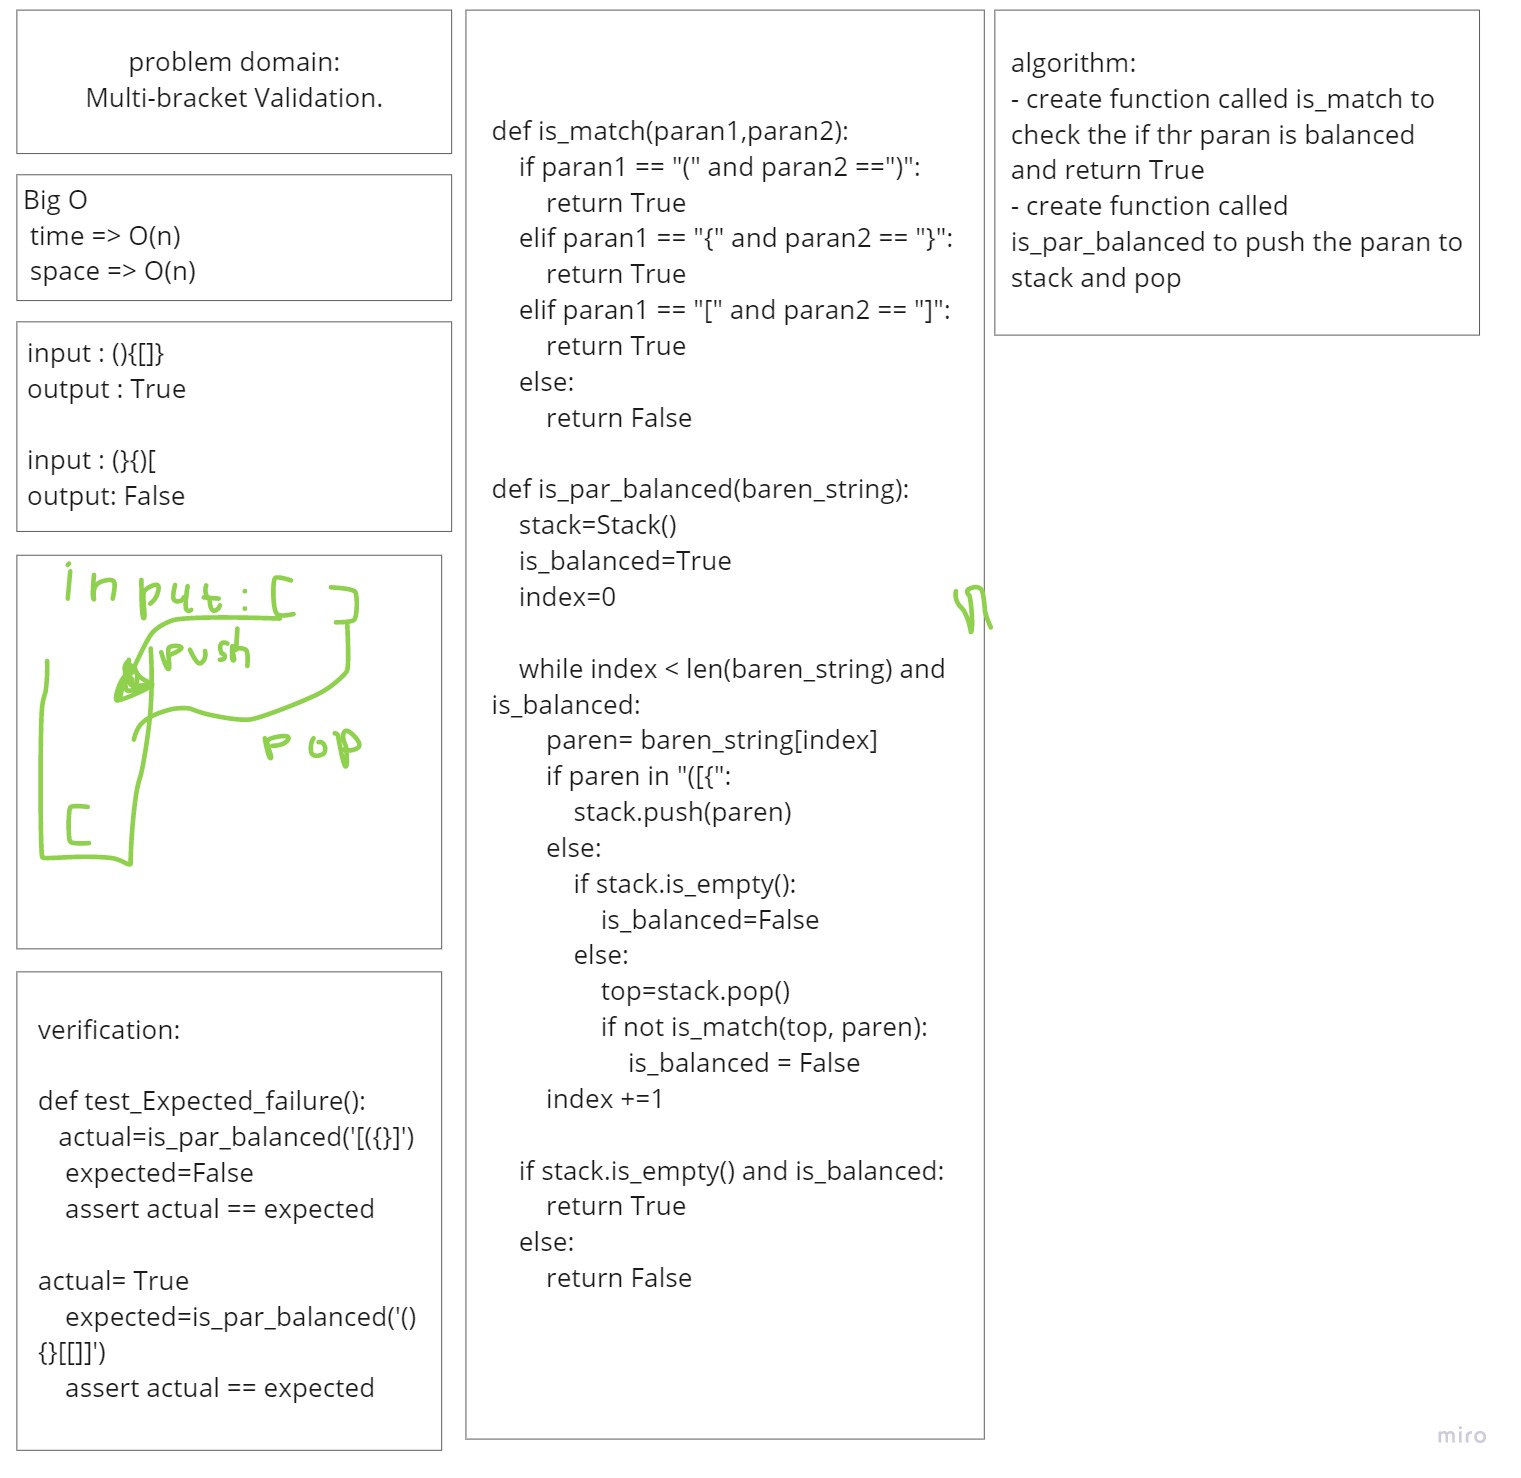 problem domain:
Multi-bracket Validation.
Big O
time => O(n)
space => O(n)
input : (){[]}
output : True
input : (}{)[
output: False
input : [ ]
push
pop
[
verification:
def test_Expected_failure():
actual=is_par_balanced('[({}]')
expected=False
assert actual == expected
actual= True
expected=is_par_balanced('()
{}[[]]')
assert actual == expected
def is_match(paran1,paran2):
if paran1 == "(" and paran2 ==")":
return True
elif paran1 == "{" and paran2 == "}":
return True
elif paran1 == "[" and paran2 == "]":
return True
else:
return False
def is_par_balanced(baren_string):
stack=Stack()
is_balanced=True
index=0
while index < len(baren_string) and
is_balanced:
paren= baren_string[index]
if paren in "([{":
stack.push(paren)
else:
if stack.is_empty():
is_balanced=False
else:
top=stack.pop()
if not is_match(top, paren):
is_balanced = False
index +=1
if stack.is_empty() and is_balanced:
return True
else:
return False
algorithm:
- create function called is_match to
check the if thr paran is balanced
and return True
- create function called
is_par_balanced to push the paran to
stack and pop
miro